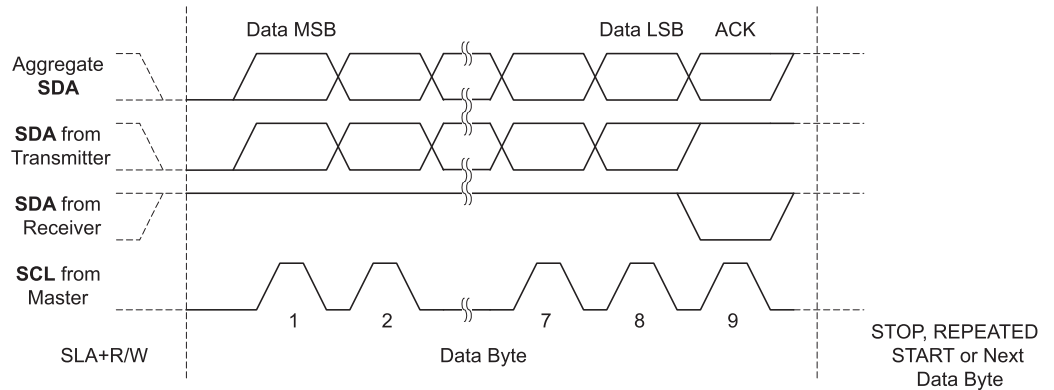 Data MSB
Data LSB
ACK
Aggregate
SDA
SDA from
Transmitter
SDA from
Receiver
SCL from
Master
1
2
7
8
9
SLA+R/W
Data Byte
STOP, REPEATED
START or Next
Data Byte